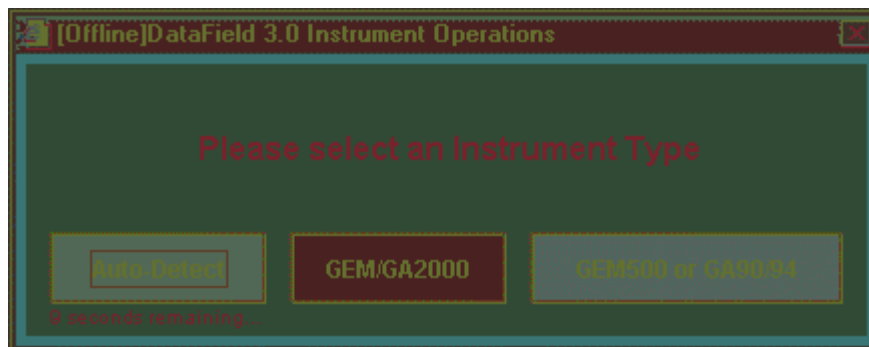 [Offline]DataField 3.0 Instrument Operations
Please select an Instrument Type
Auto-Detect
GEM/GA2000
GEM500 or GA90/94
9 seconds remaining...